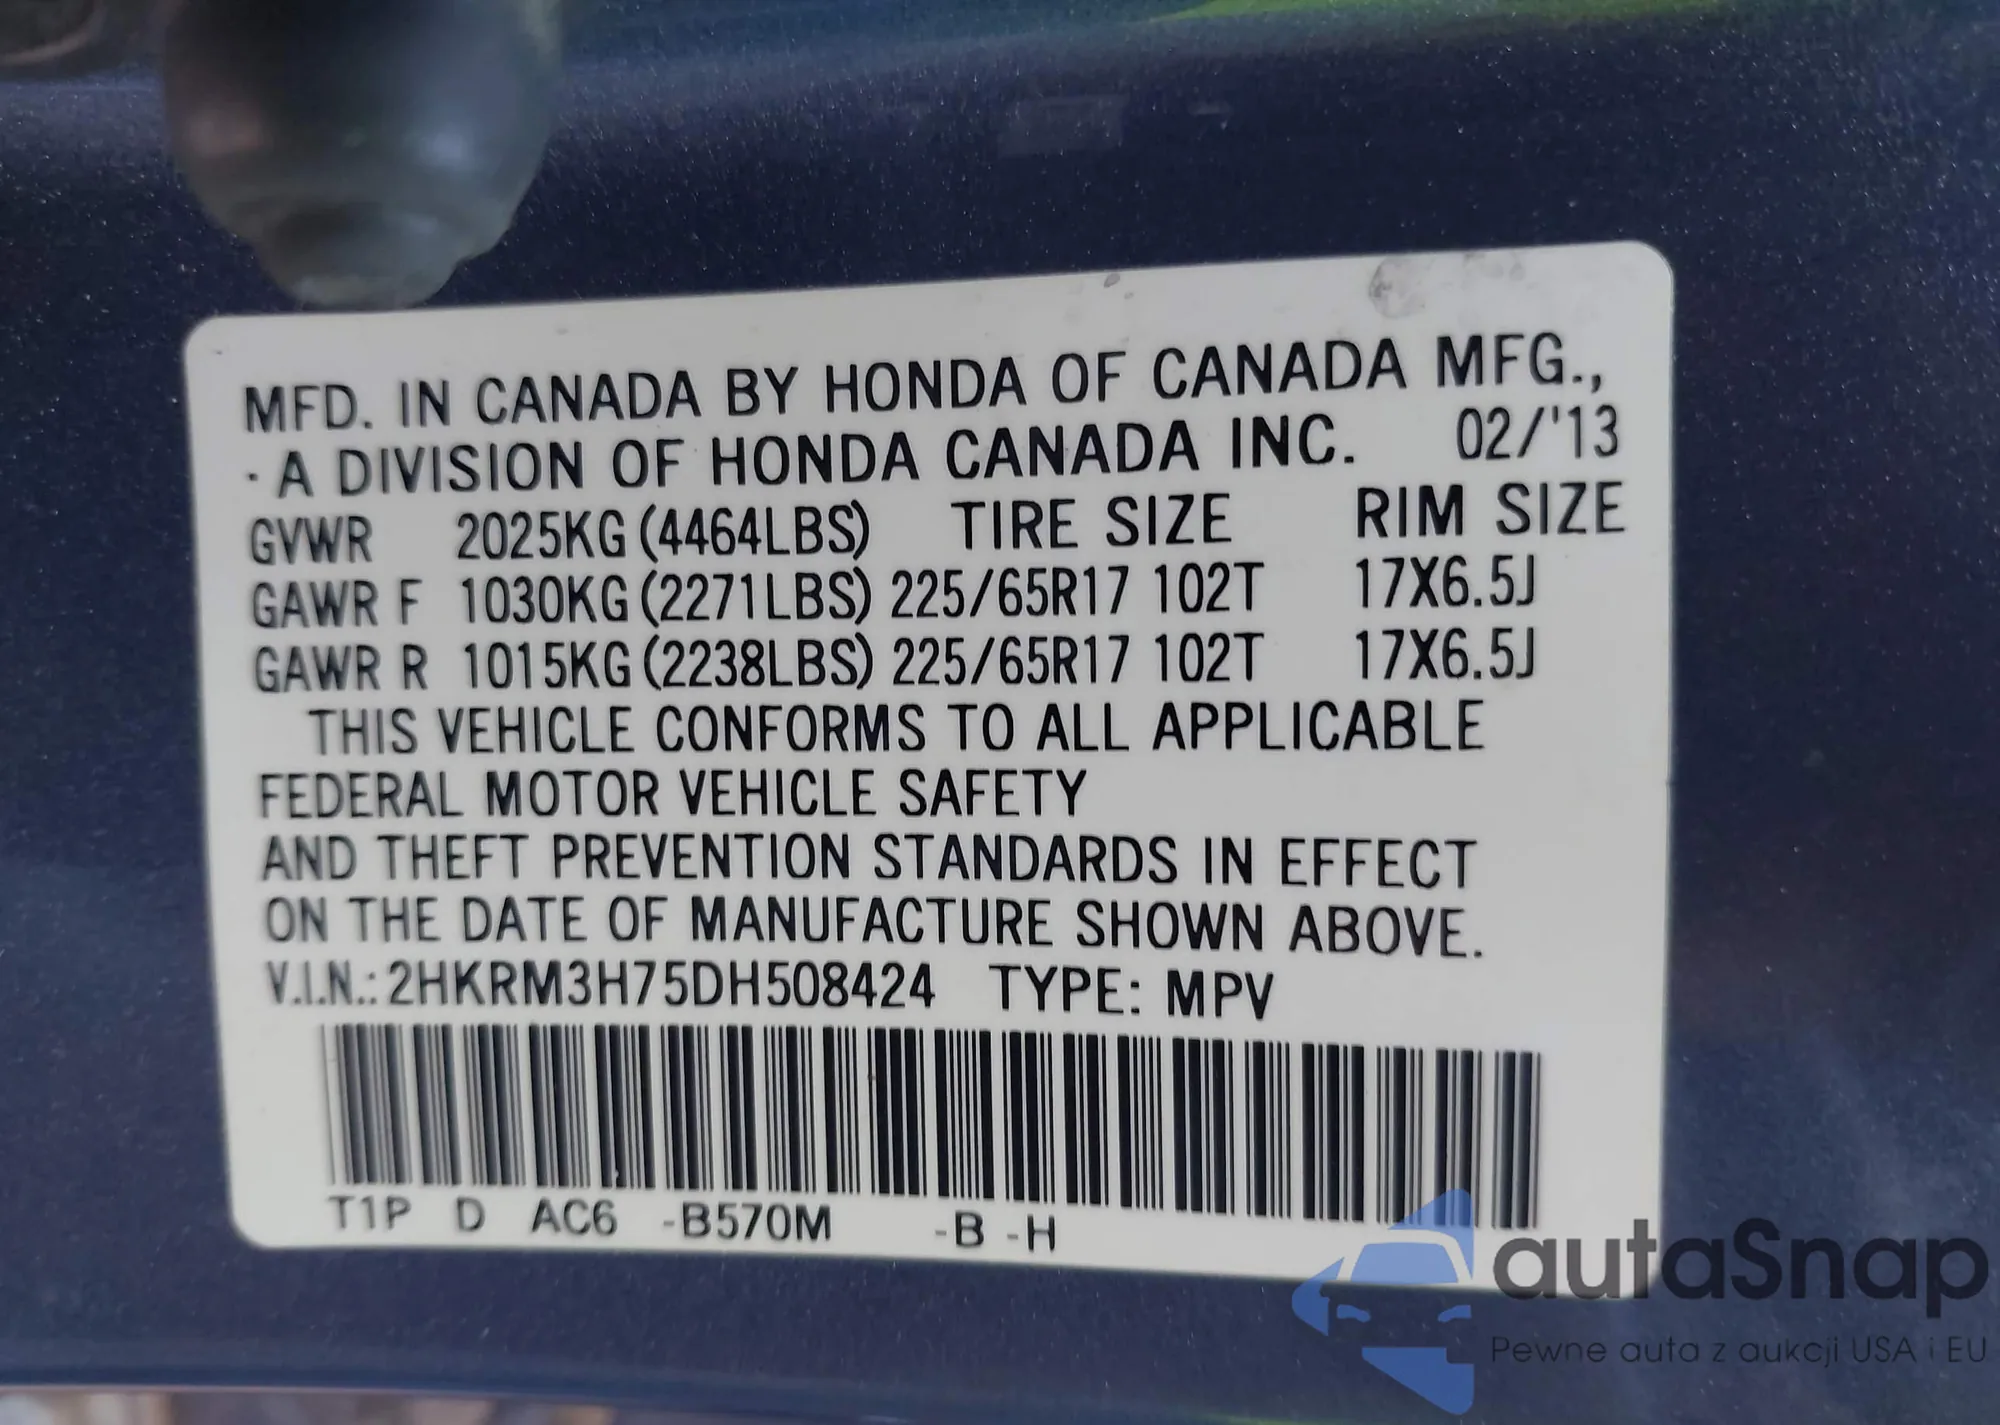 MFD. IN CANADA BY HONDA OF CANADA MFG.,
· A DIVISION OF HONDA CANADA INC. 02/'13
GVWR 2025KG (4464LBS) TIRE SIZE RIM SIZE
GAWR F 1030KG (2271LBS) 225/65R17 102T 17X6.5J
GAWR R 1015KG (2238LBS) 225/65R17 102T 17X6.5J
THIS VEHICLE CONFORMS TO ALL APPLICABLE
FEDERAL MOTOR VEHICLE SAFETY
AND THEFT PREVENTION STANDARDS IN EFFECT
ON THE DATE OF MANUFACTURE SHOWN ABOVE.
V.I.N.: 2HKRM3H75DH508424 TYPE: MPV
T1P D AC6 -B570M -B -H
autaSnap
Pewne auta z aukcji USA i EU